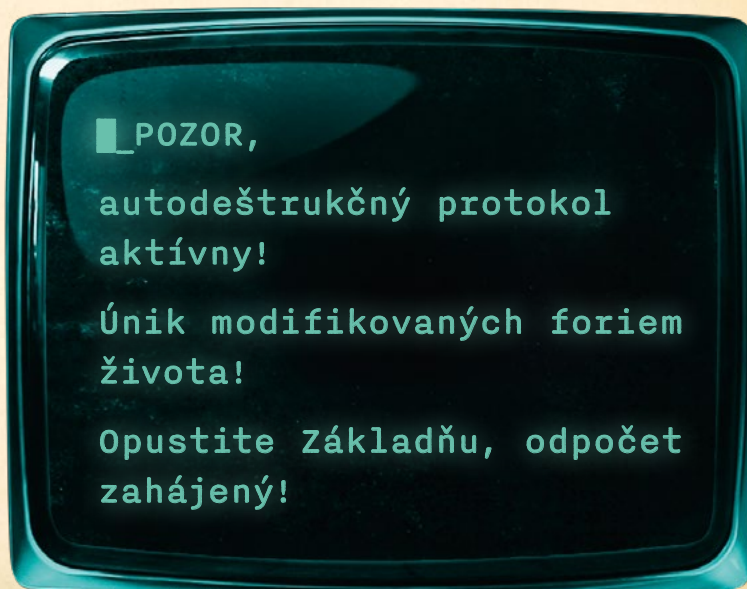 █_POZOR,
autodeštrukčný protokol
aktívny!
Únik modifikovaných foriem
života!
Opustite Základňu, odpočet
zahájený!